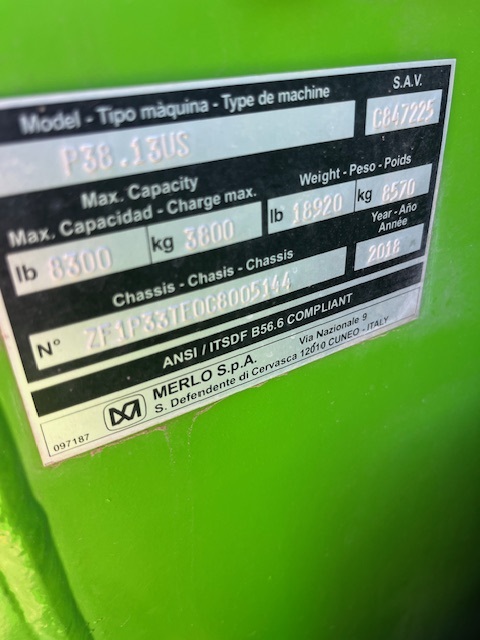 Model - Tipo màquina - Type de machine
S.A.V.
P38.13US
C847225
Max. Capacity
Max. Capacidad - Charge max.
Weight - Peso - Poids
lb 8300 kg 3800
lb 18920 kg 8570
Chassis - Chasis - Chassis
Year - Año
Année
N° ZF1P33TF0C8005144
2018
ANSI / ITSDF B56.6 COMPLIANT
MERLO S.p.A.
Via Nazionale 9
S. Defendente di Cervasca 12010 CUNEO - ITALY
097187